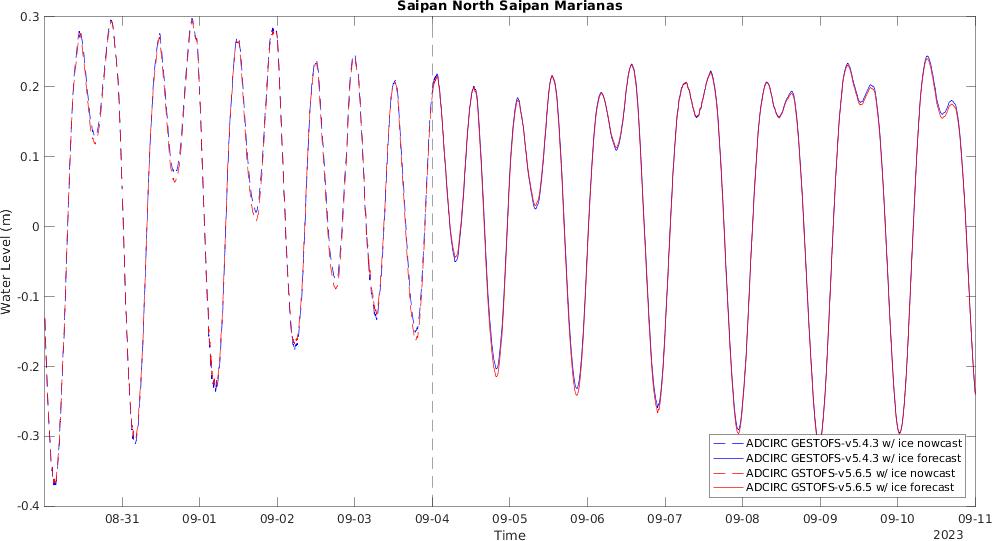 Saipan North Saipan Marianas
0.3
0.2
0.1
0
-0.1
-0.2
-0.3
-0.4
Water Level (m)
ADCIRC GESTOFS-v5.4.3 w/ ice nowcast
ADCIRC GESTOFS-v5.4.3 w/ ice forecast
ADCIRC GSTOFS-v5.6.5 w/ ice nowcast
ADCIRC GSTOFS-v5.6.5 w/ ice forecast
08-31 09-01 09-02 09-03 09-04 09-05 09-06 09-07 09-08 09-09 09-10 09-11
Time
2023